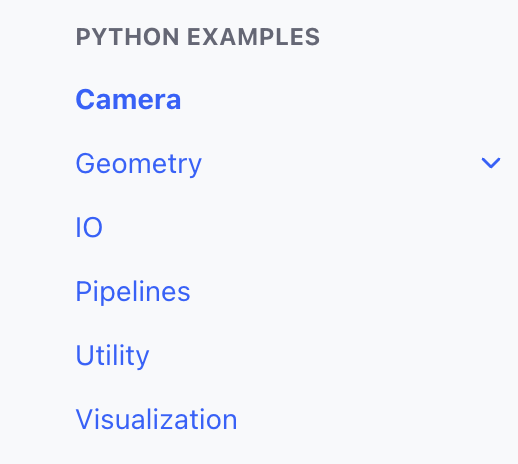 PYTHON EXAMPLES
Camera
Geometry
IO
Pipelines
Utility
Visualization